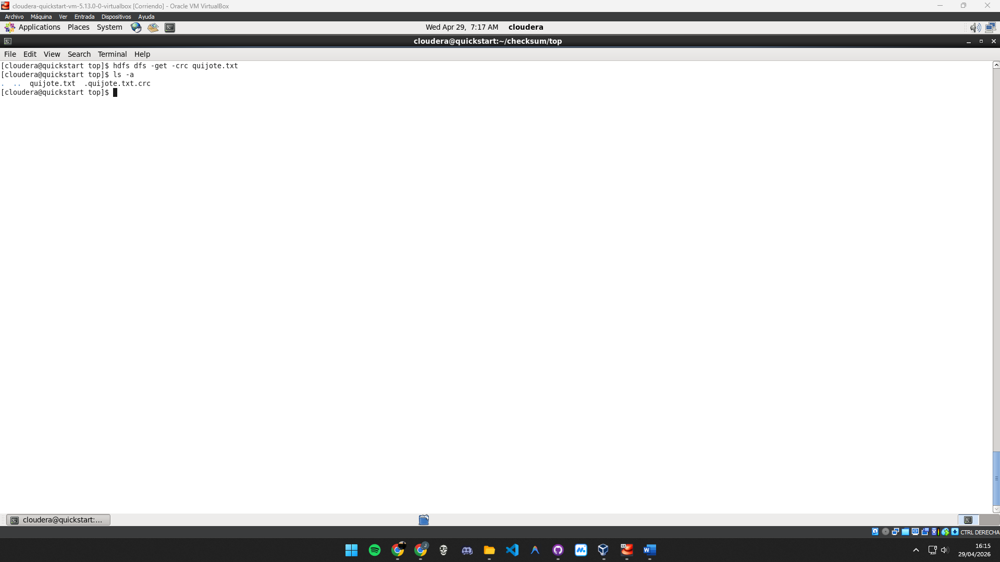 cloudera-quickstart-vm-5.13.0-0-virtualbox [Corriendo] - Oracle VM VirtualBox
Archivo Máquina Ver Entrada Dispositivos Ayuda
Applications Places System Wed Apr 29, 7:17 AM cloudera
cloudera@quickstart:~/checksum/top
File Edit View Search Terminal Help
[cloudera@quickstart top]$ hdfs dfs -get -crc quijote.txt
[cloudera@quickstart top]$ ls -a
. .. quijote.txt .quijote.txt.crc
[cloudera@quickstart top]$
cloudera@quickstart:...
CTRL DERECHA
16:15
29/04/2026